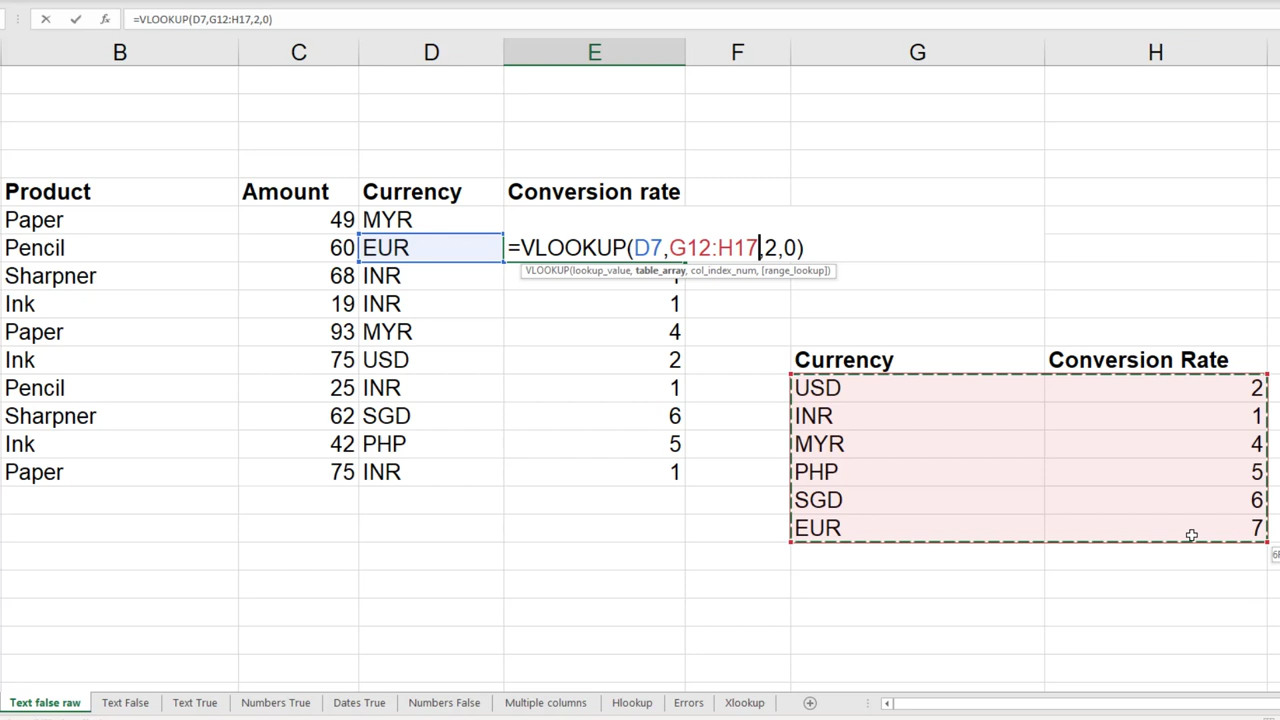 =VLOOKUP(D7,G12:H17,2,0)
B C D E F G H
Product Amount Currency Conversion rate
Paper 49 MYR
Pencil 60 EUR =VLOOKUP(D7,G12:H17,2,0)
VLOOKUP(lookup_value, table_array, col_index_num, [range_lookup])
Sharpner 68 INR
Ink 19 INR 1
Paper 93 MYR 4
Ink 75 USD 2 Currency Conversion Rate
Pencil 25 INR 1 USD 2
Sharpner 62 SGD 6 INR 1
Ink 42 PHP 5 MYR 4
Paper 75 INR 1 PHP 5
SGD 6
EUR 7
Text false raw Text False Text True Numbers True Dates True Numbers False Multiple columns Hlookup Errors Xlookup